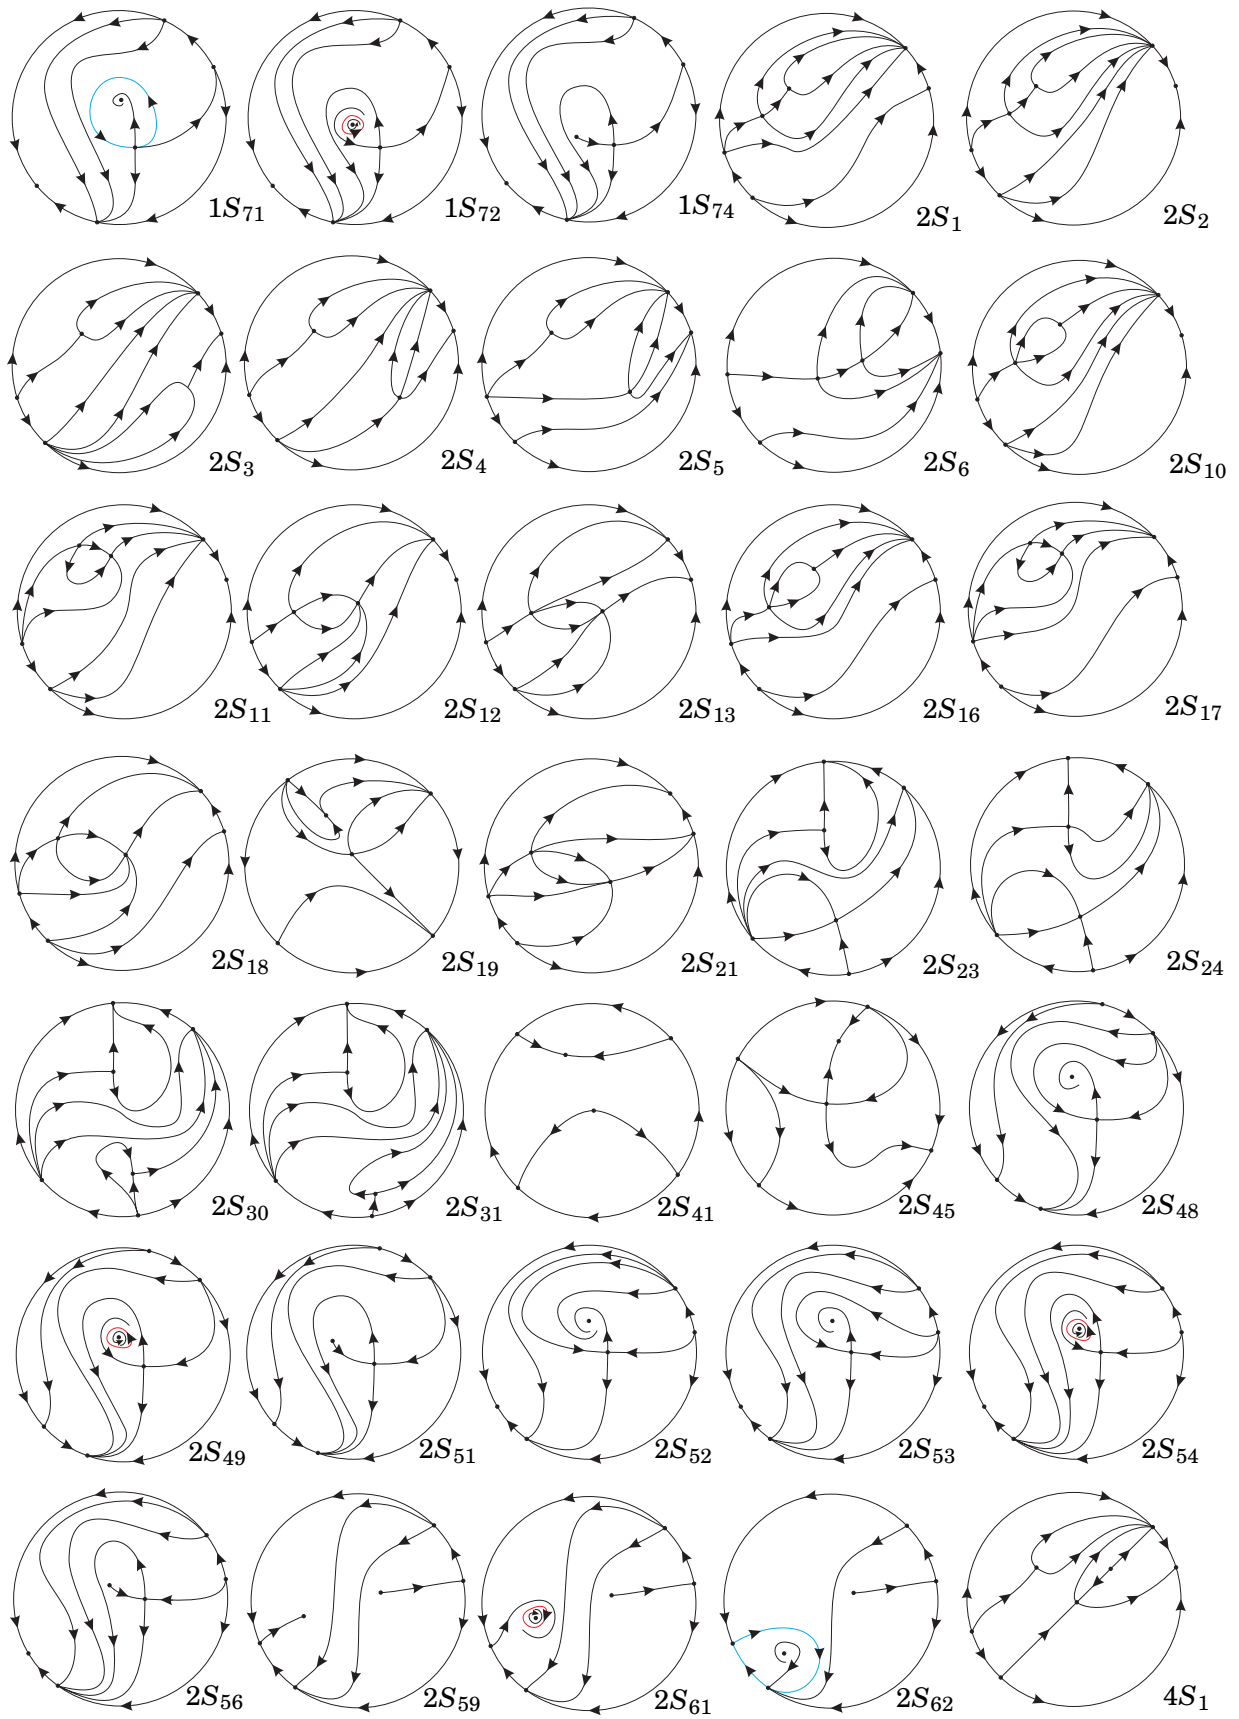 1S₇₁ 1S₇₂ 1S₇₄ 2S₁ 2S₂
2S₃ 2S₄ 2S₅ 2S₆ 2S₁₀
2S₁₁ 2S₁₂ 2S₁₃ 2S₁₆ 2S₁₇
2S₁₈ 2S₁₉ 2S₂₁ 2S₂₃ 2S₂₄
2S₃₀ 2S₃₁ 2S₄₁ 2S₄₅ 2S₄₈
2S₄₉ 2S₅₁ 2S₅₂ 2S₅₃ 2S₅₄
2S₅₆ 2S₅₉ 2S₆₁ 2S₆₂ 4S₁